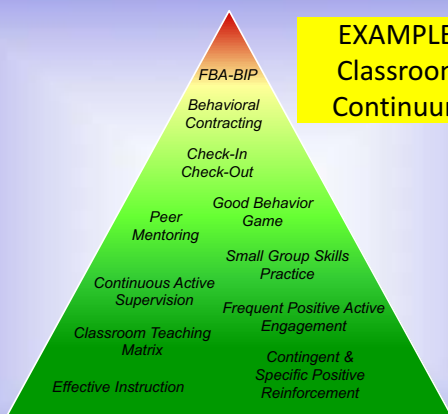 EXAMPLE
Classroom
Continuum
FBA-BIP
Behavioral
Contracting
Check-In
Check-Out
Good Behavior
Game
Peer
Mentoring
Small Group Skills
Practice
Continuous Active
Supervision
Frequent Positive Active
Engagement
Classroom Teaching
Matrix
Contingent &
Specific Positive
Reinforcement
Effective Instruction